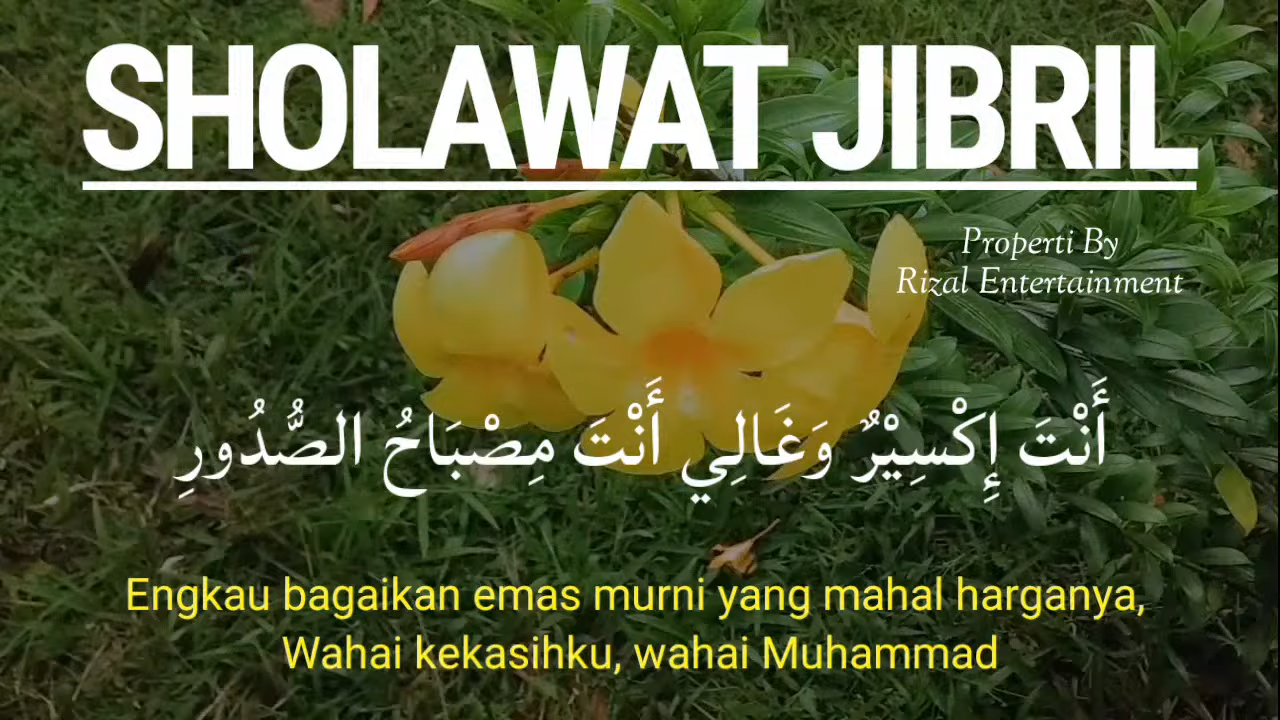 SHOLAWAT JIBRIL
Properti By
Rizal Entertainment
أَنْتَ إِكْسِيْرٌ وَغَالِي أَنْتَ مِصْبَاحُ الصُّدُورِ
Engkau bagaikan emas murni yang mahal harganya,
Wahai kekasihku, wahai Muhammad